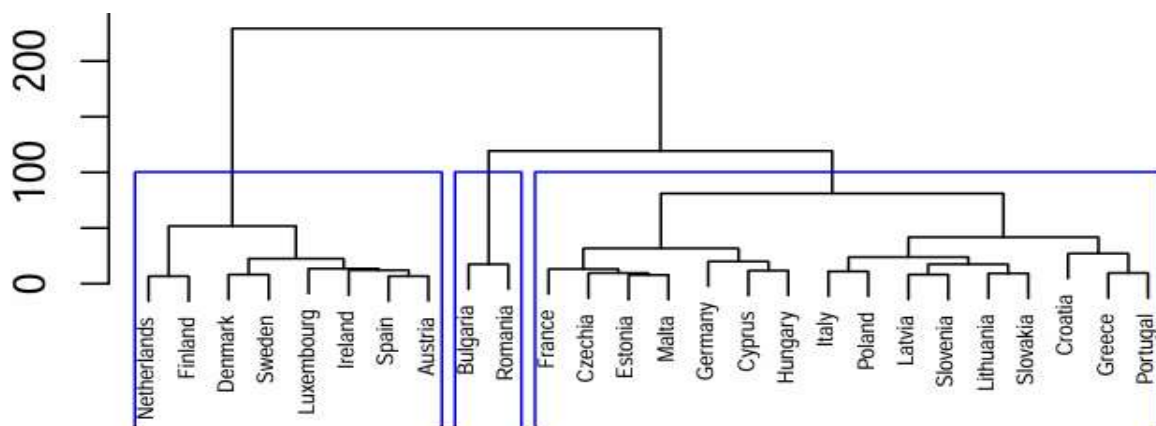 200
100
0
Netherlands
Finland
Denmark
Sweden
Luxembourg
Ireland
Spain
Austria
Bulgaria
Romania
France
Czechia
Estonia
Malta
Germany
Cyprus
Hungary
Italy
Poland
Latvia
Slovenia
Lithuania
Slovakia
Croatia
Greece
Portugal